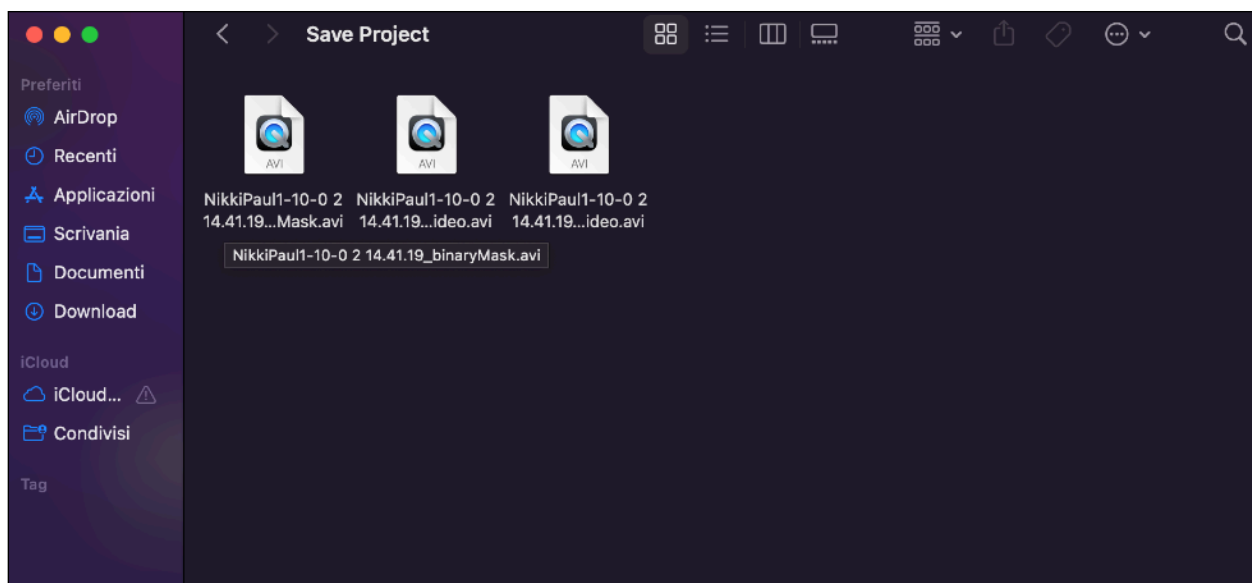 Save Project
Preferiti
AirDrop
Recenti
Applicazioni
Scrivania
Documenti
Download
iCloud
iCloud...
Condivisi
Tag
AVI
AVI
AVI
NikkiPaul1-10-0 2
14.41.19...Mask.avi
NikkiPaul1-10-0 2
14.41.19...ideo.avi
NikkiPaul1-10-0 2
14.41.19...ideo.avi
NikkiPaul1-10-0 2 14.41.19_binaryMask.avi